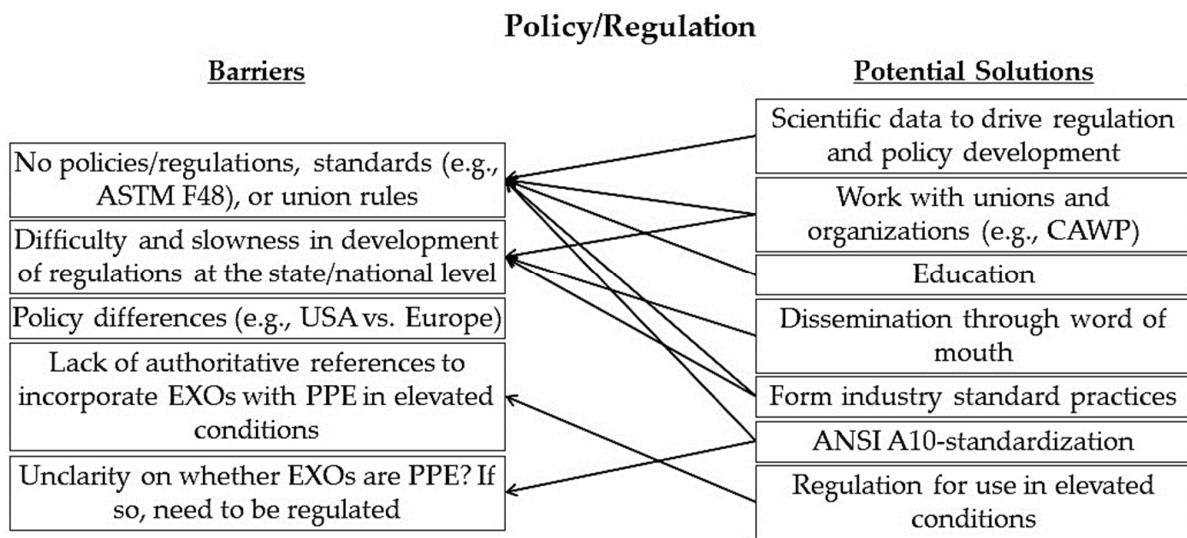 Policy/Regulation
Barriers
No policies/regulations, standards (e.g.,
ASTM F48), or union rules
Difficulty and slowness in development
of regulations at the state/national level
Policy differences (e.g., USA vs. Europe)
Lack of authoritative references to
incorporate EXOs with PPE in elevated
conditions
Unclarity on whether EXOs are PPE? If
so, need to be regulated
Potential Solutions
Scientific data to drive regulation
and policy development
Work with unions and
organizations (e.g., CAWP)
Education
Dissemination through word of
mouth
Form industry standard practices
ANSI A10-standardization
Regulation for use in elevated
conditions